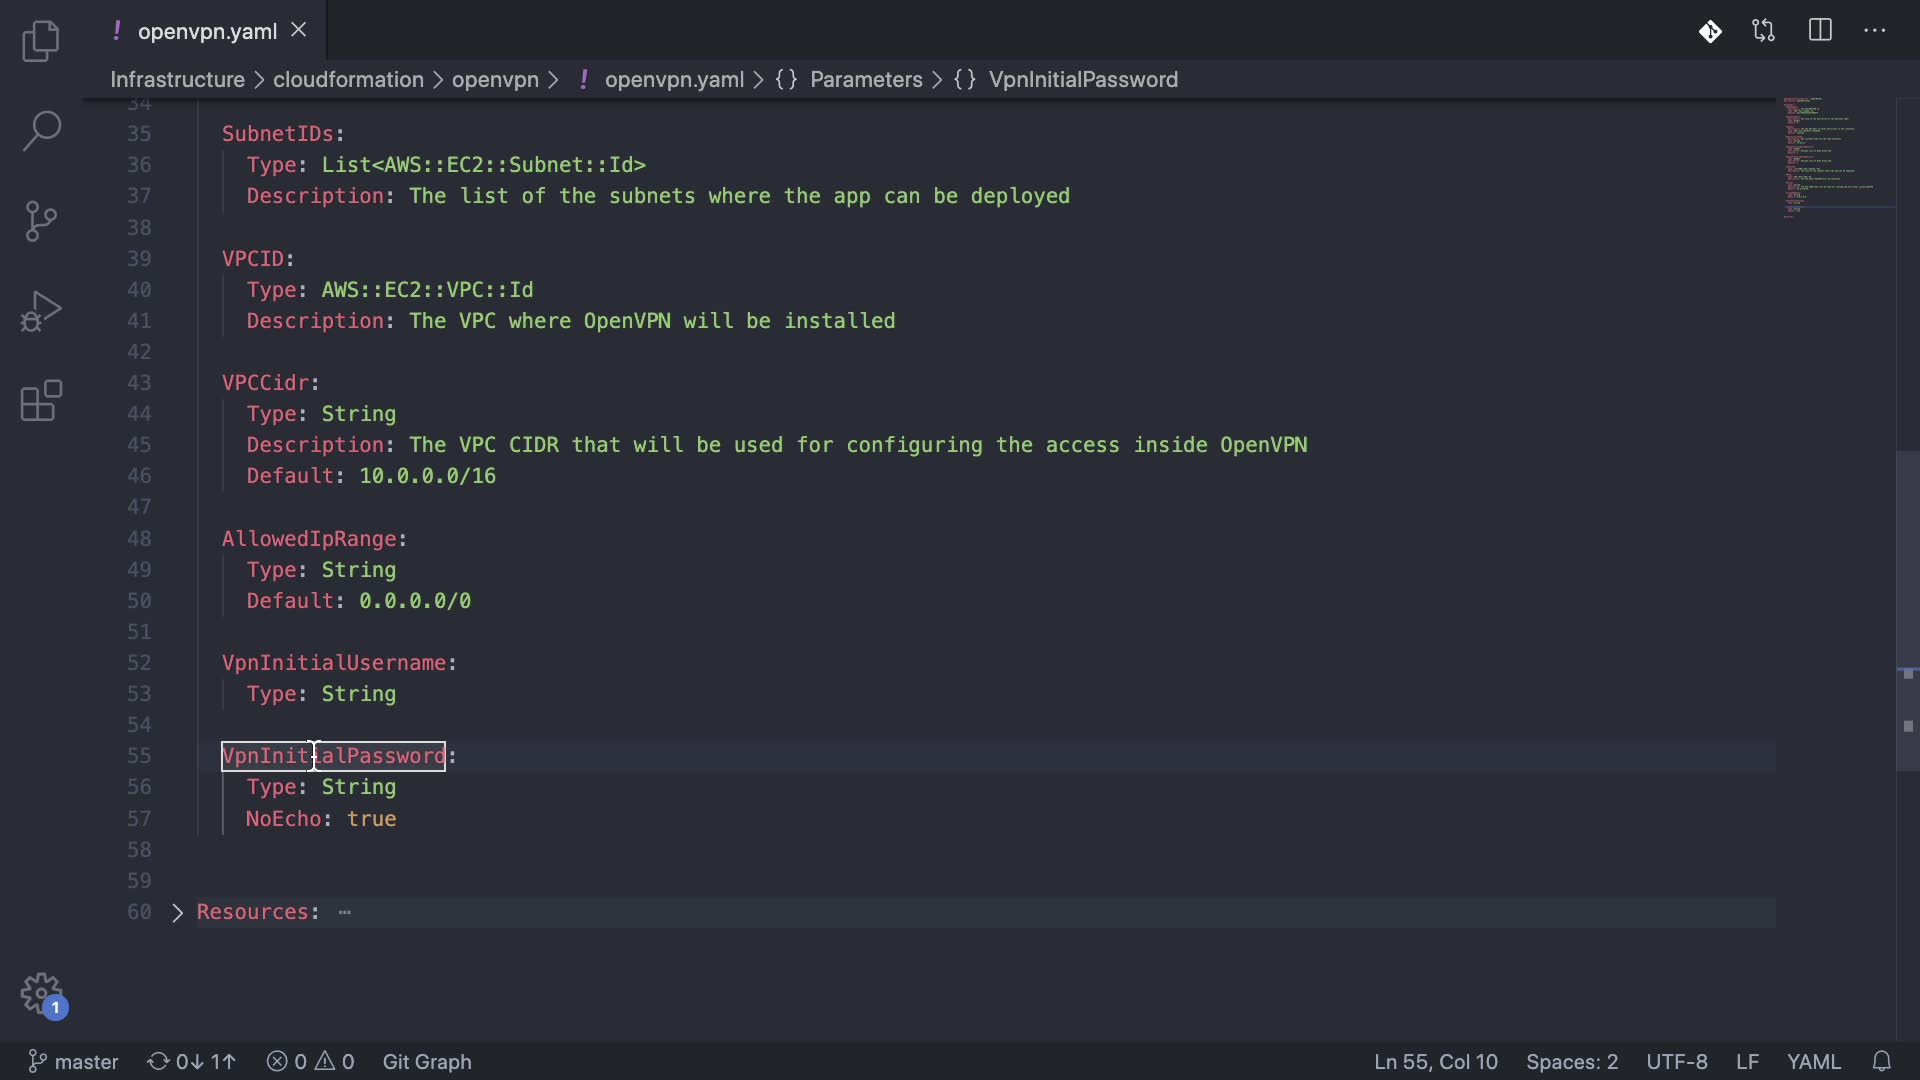 ! openvpn.yaml
Infrastructure > cloudformation > openvpn > ! openvpn.yaml > {} Parameters > {} VpnInitialPassword
34
35 SubnetIDs:
36 Type: List<AWS::EC2::Subnet::Id>
37 Description: The list of the subnets where the app can be deployed
38
39 VPCID:
40 Type: AWS::EC2::VPC::Id
41 Description: The VPC where OpenVPN will be installed
42
43 VPCCidr:
44 Type: String
45 Description: The VPC CIDR that will be used for configuring the access inside OpenVPN
46 Default: 10.0.0.0/16
47
48 AllowedIpRange:
49 Type: String
50 Default: 0.0.0.0/0
51
52 VpnInitialUsername:
53 Type: String
54
55 VpnInitialPassword:
56 Type: String
57 NoEcho: true
58
59
60 > Resources: ⋯
1
master 0↓ 1↑ 0 0 Git Graph Ln 55, Col 10 Spaces: 2 UTF-8 LF YAML